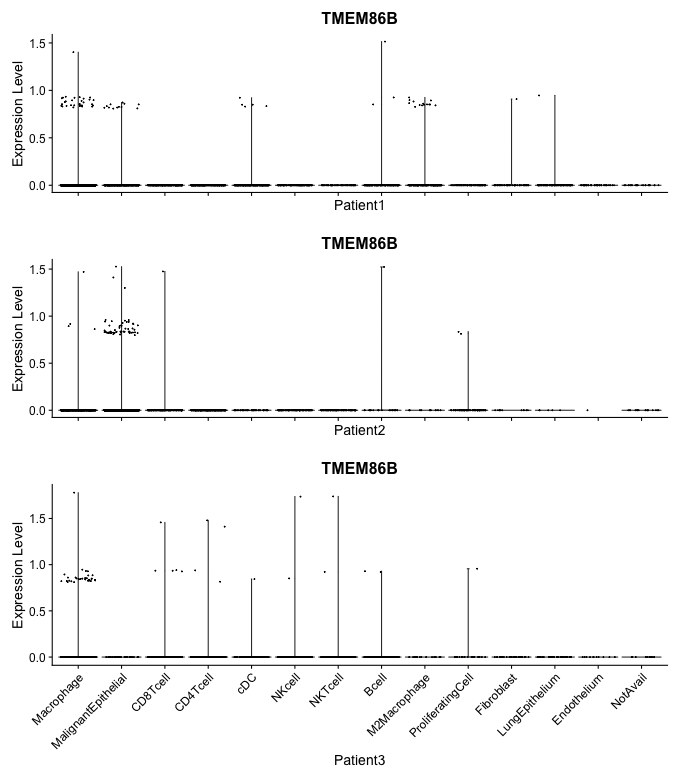 TMEM86B
Expression Level
1.5
1.0
0.5
0.0
Patient1
TMEM86B
Expression Level
1.5
1.0
0.5
0.0
Patient2
TMEM86B
Expression Level
1.5
1.0
0.5
0.0
Macrophage
MalignantEpithelial
CD8Tcell
CD4Tcell
cDC
NKcell
NKTcell
Bcell
M2Macrophage
ProliferatingCell
Fibroblast
LungEpithelium
Endothelium
NotAvail
Patient3